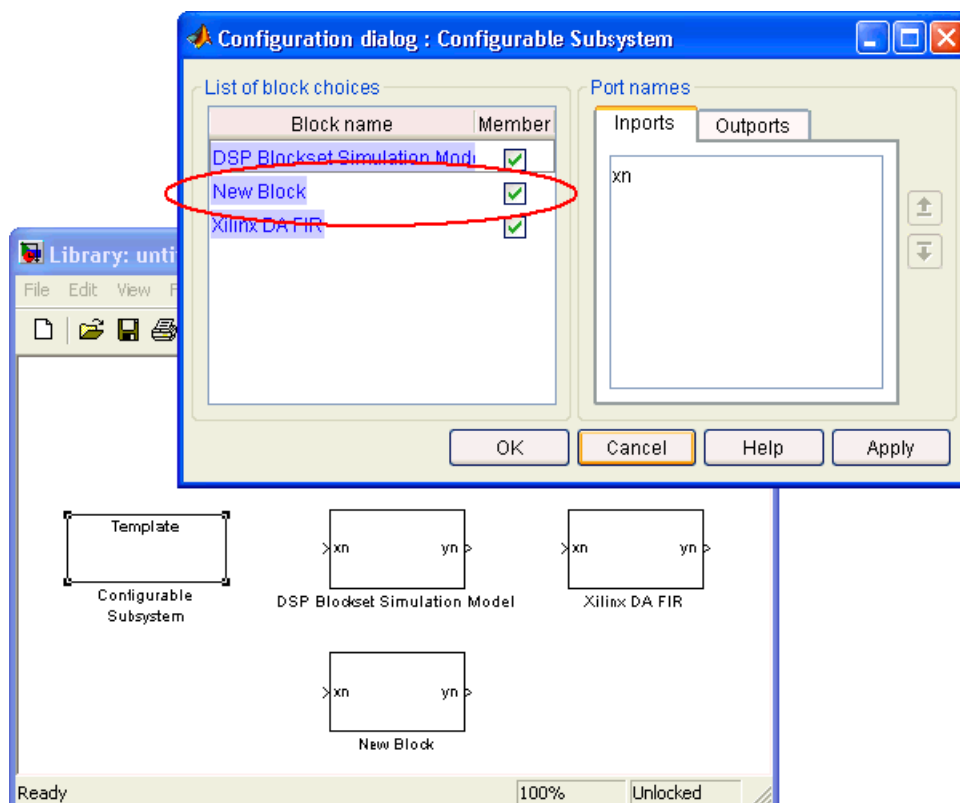 Configuration dialog : Configurable Subsystem
List of block choices
Block name Member
DSP Blockset Simulation Mod
New Block
Xilinx DA FIR
Port names
Inports Outports
xn
OK Cancel Help Apply
Library: unti
File Edit View F
Template
Configurable
Subsystem
xn yn
DSP Blockset Simulation Model
xn yn
Xilinx DA FIR
xn yn
New Block
Ready 100% Unlocked